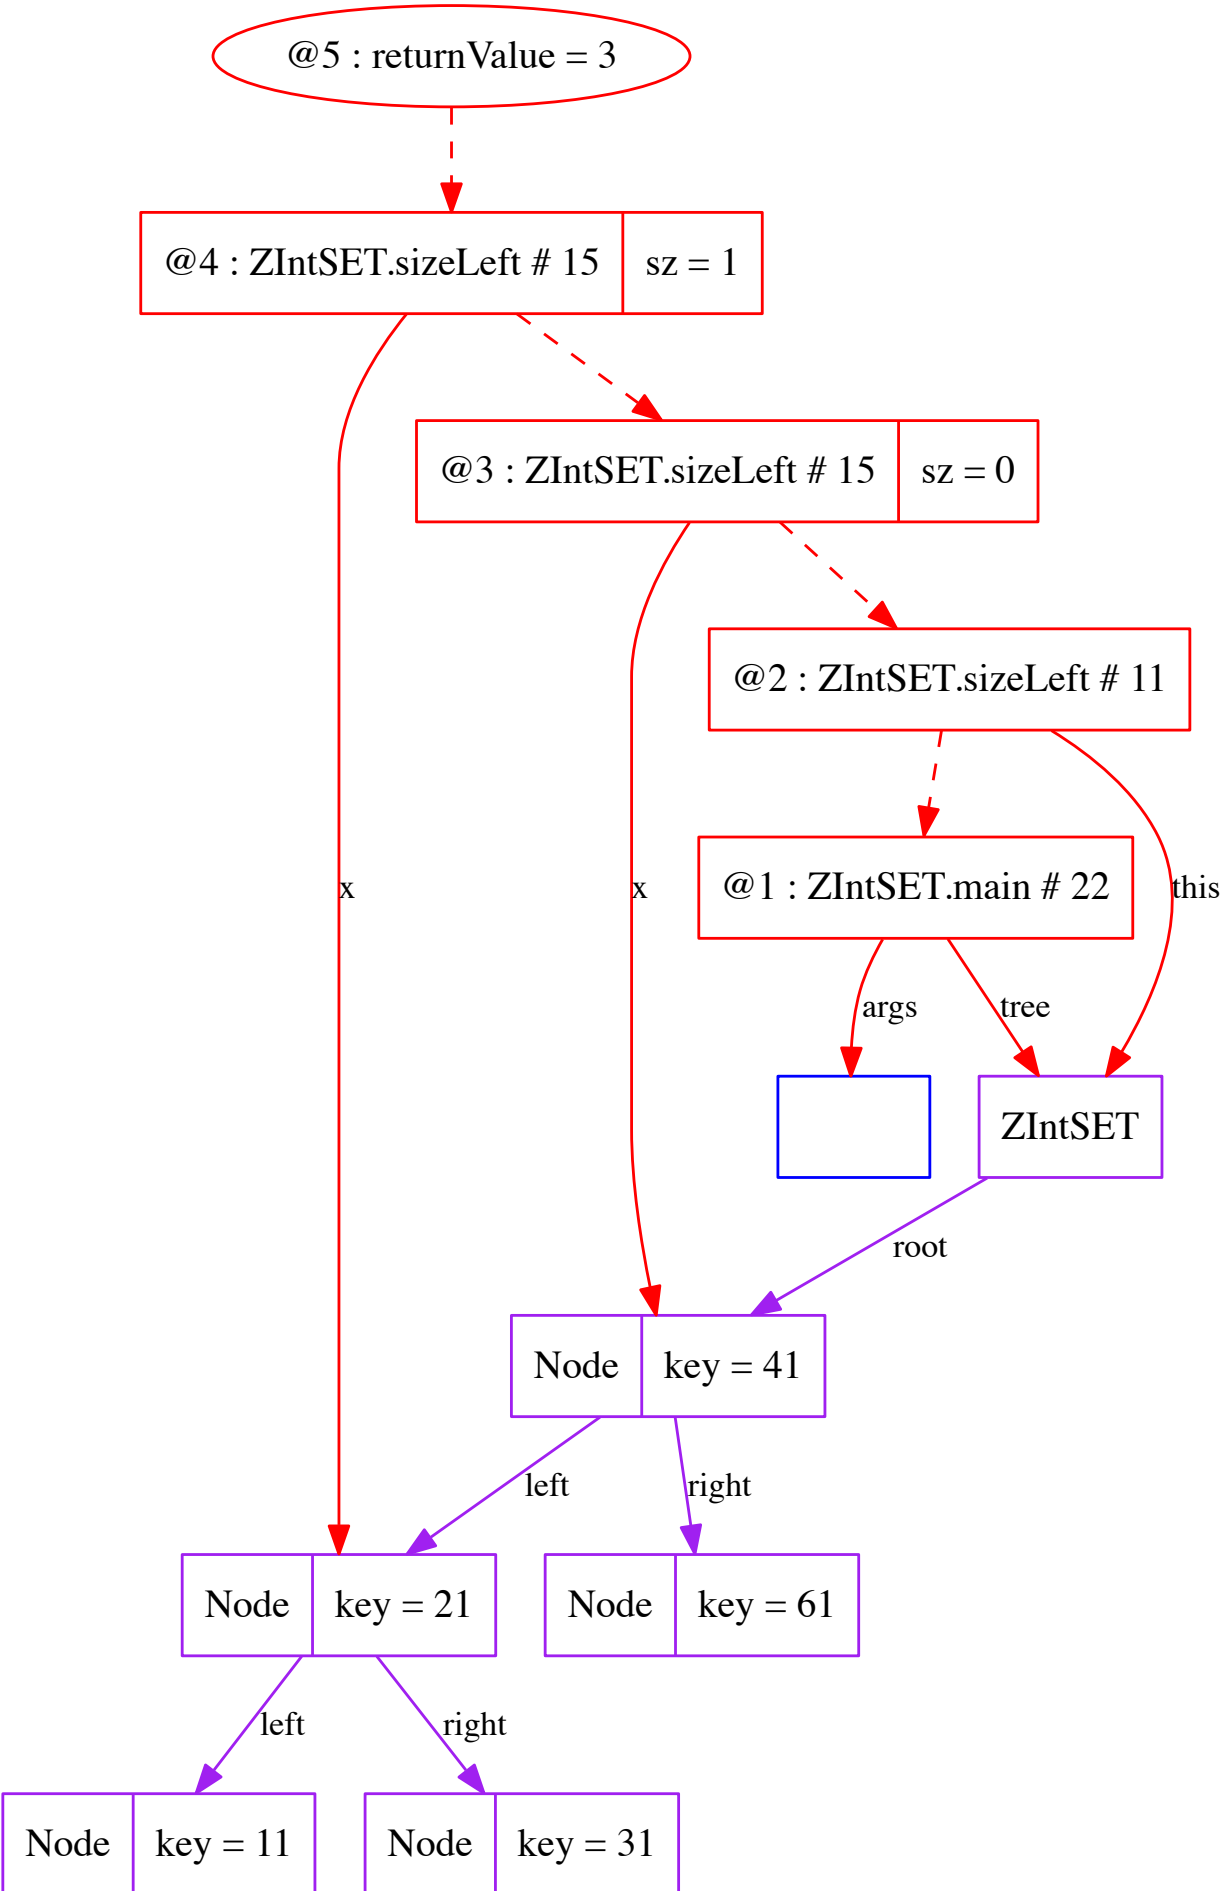 @5 : returnValue = 3
@4 : ZIntSET.sizeLeft # 15
sz = 1
@3 : ZIntSET.sizeLeft # 15
sz = 0
@2 : ZIntSET.sizeLeft # 11
@1 : ZIntSET.main # 22
x
x
this
args
tree
ZIntSET
root
Node
key = 41
left
right
Node
key = 21
Node
key = 61
left
right
Node
key = 11
Node
key = 31